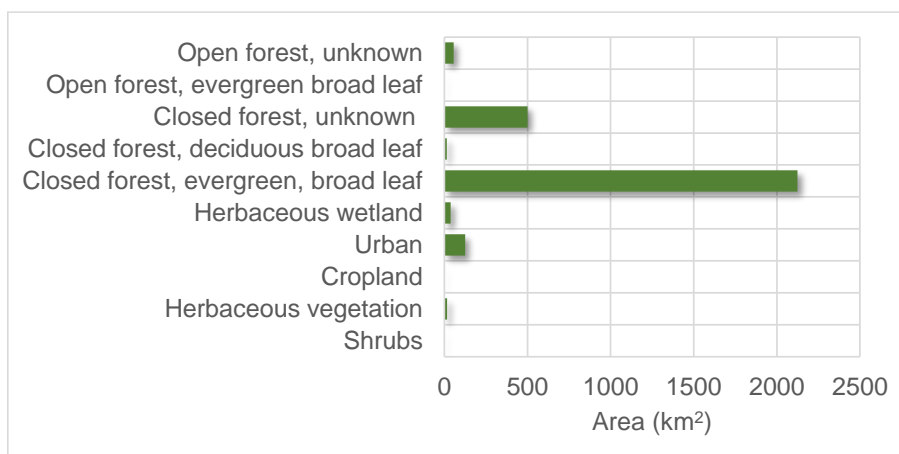 Open forest, unknown
Open forest, evergreen broad leaf
Closed forest, unknown
Closed forest, deciduous broad leaf
Closed forest, evergreen, broad leaf
Herbaceous wetland
Urban
Cropland
Herbaceous vegetation
Shrubs
0 500 1000 1500 2000 2500
Area (km²)